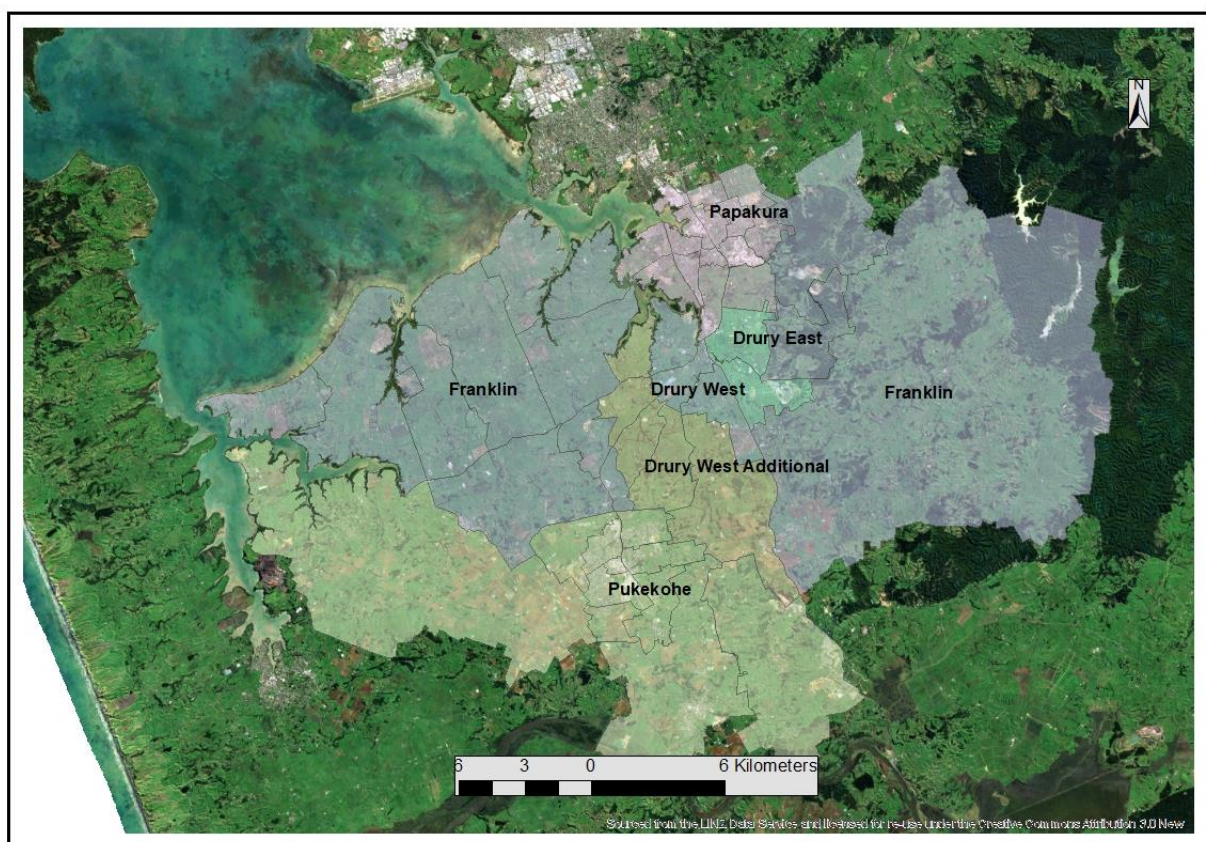 N
Papakura
Drury East
Franklin
Drury West
Franklin
Drury West Additional
Pukekohe
6 3 0 6 Kilometers
Sourced from the LINZ Data Service and licensed for re-use under the Creative Commons Attribution 3.0 New